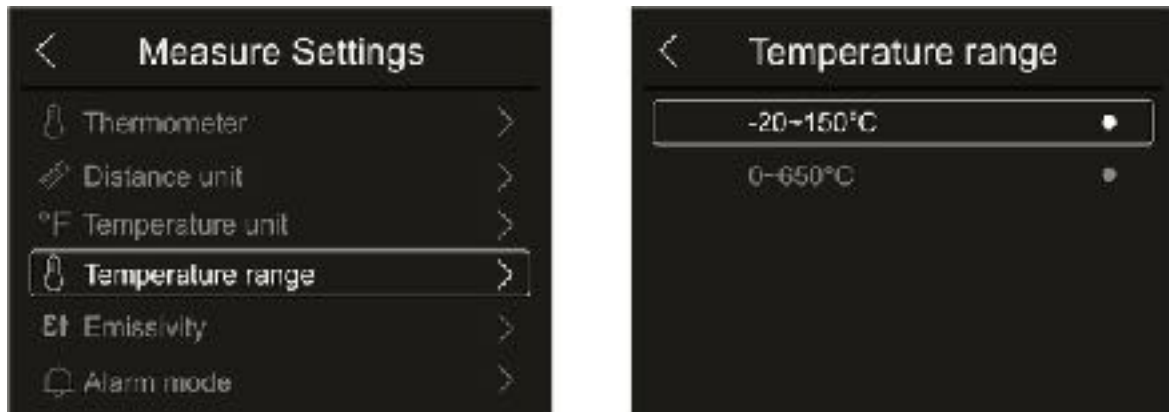 Measure Settings
Thermometer
Distance unit
°F Temperature unit
Temperature range
Emissivity
Alarm mode
Temperature range
-20~150°C
0~650°C